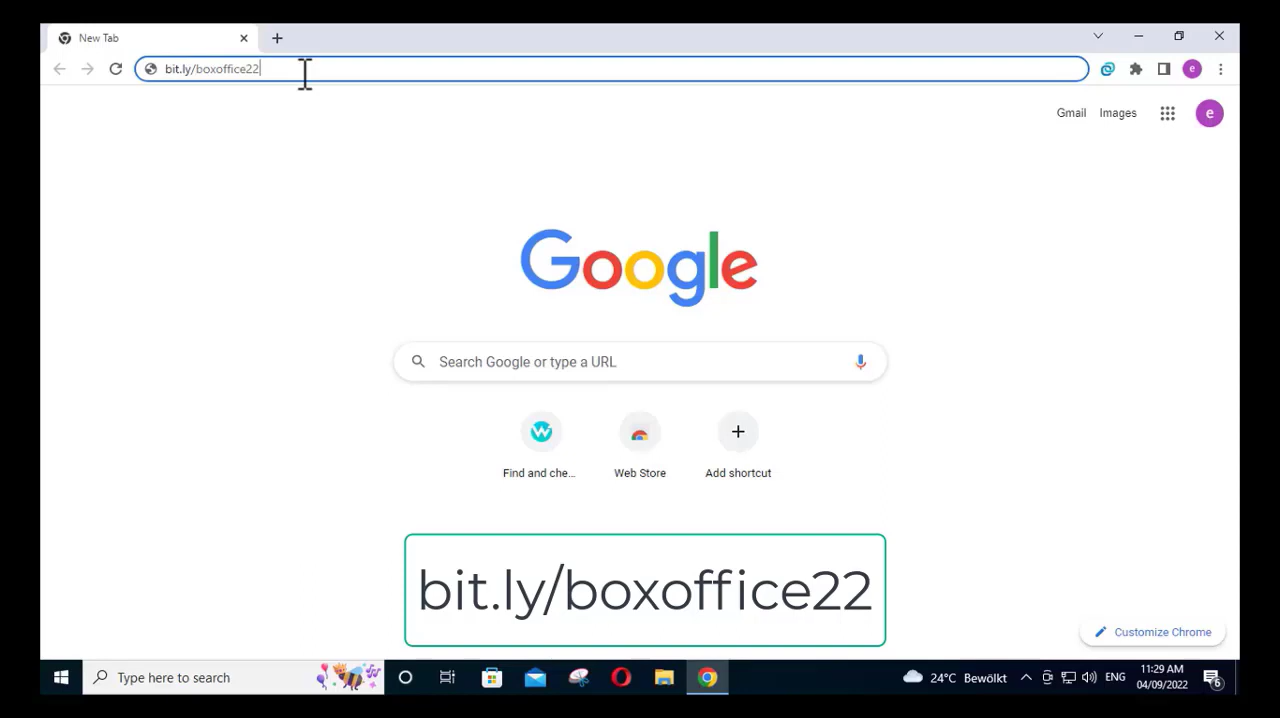 New Tab
bit.ly/boxoffice22
Gmail Images
e
Google
Search Google or type a URL
Find and che... Web Store Add shortcut
bit.ly/boxoffice22
Customize Chrome
Type here to search
24°C Bewölkt
ENG
11:29 AM
04/09/2022
6